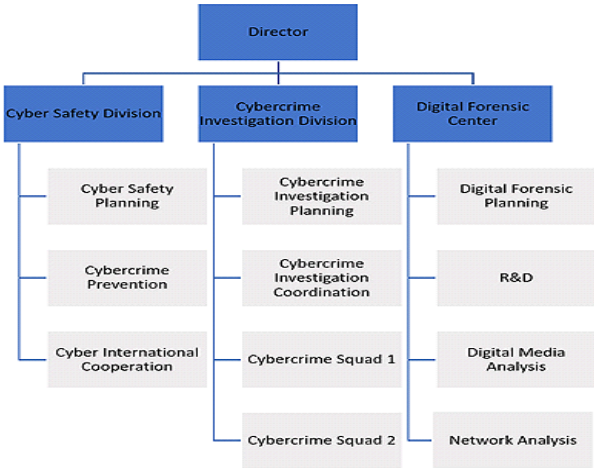 Director
Cyber Safety Division
Cybercrime
Investigation Division
Digital Forensic
Center
Cyber Safety
Planning
Cybercrime
Investigation
Planning
Digital Forensic
Planning
Cybercrime
Prevention
Cybercrime
Investigation
Coordination
R&D
Cyber International
Cooperation
Cybercrime Squad 1
Digital Media
Analysis
Cybercrime Squad 2
Network Analysis